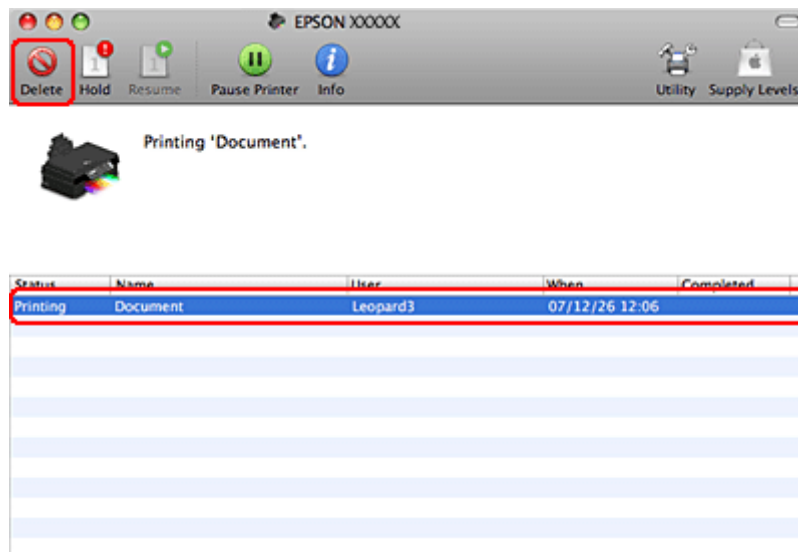 EPSON XXXXX
Delete Hold Resume Pause Printer Info Utility Supply Levels
Printing 'Document'.
Status Name User When Completed
Printing Document Leopard3 07/12/26 12:06